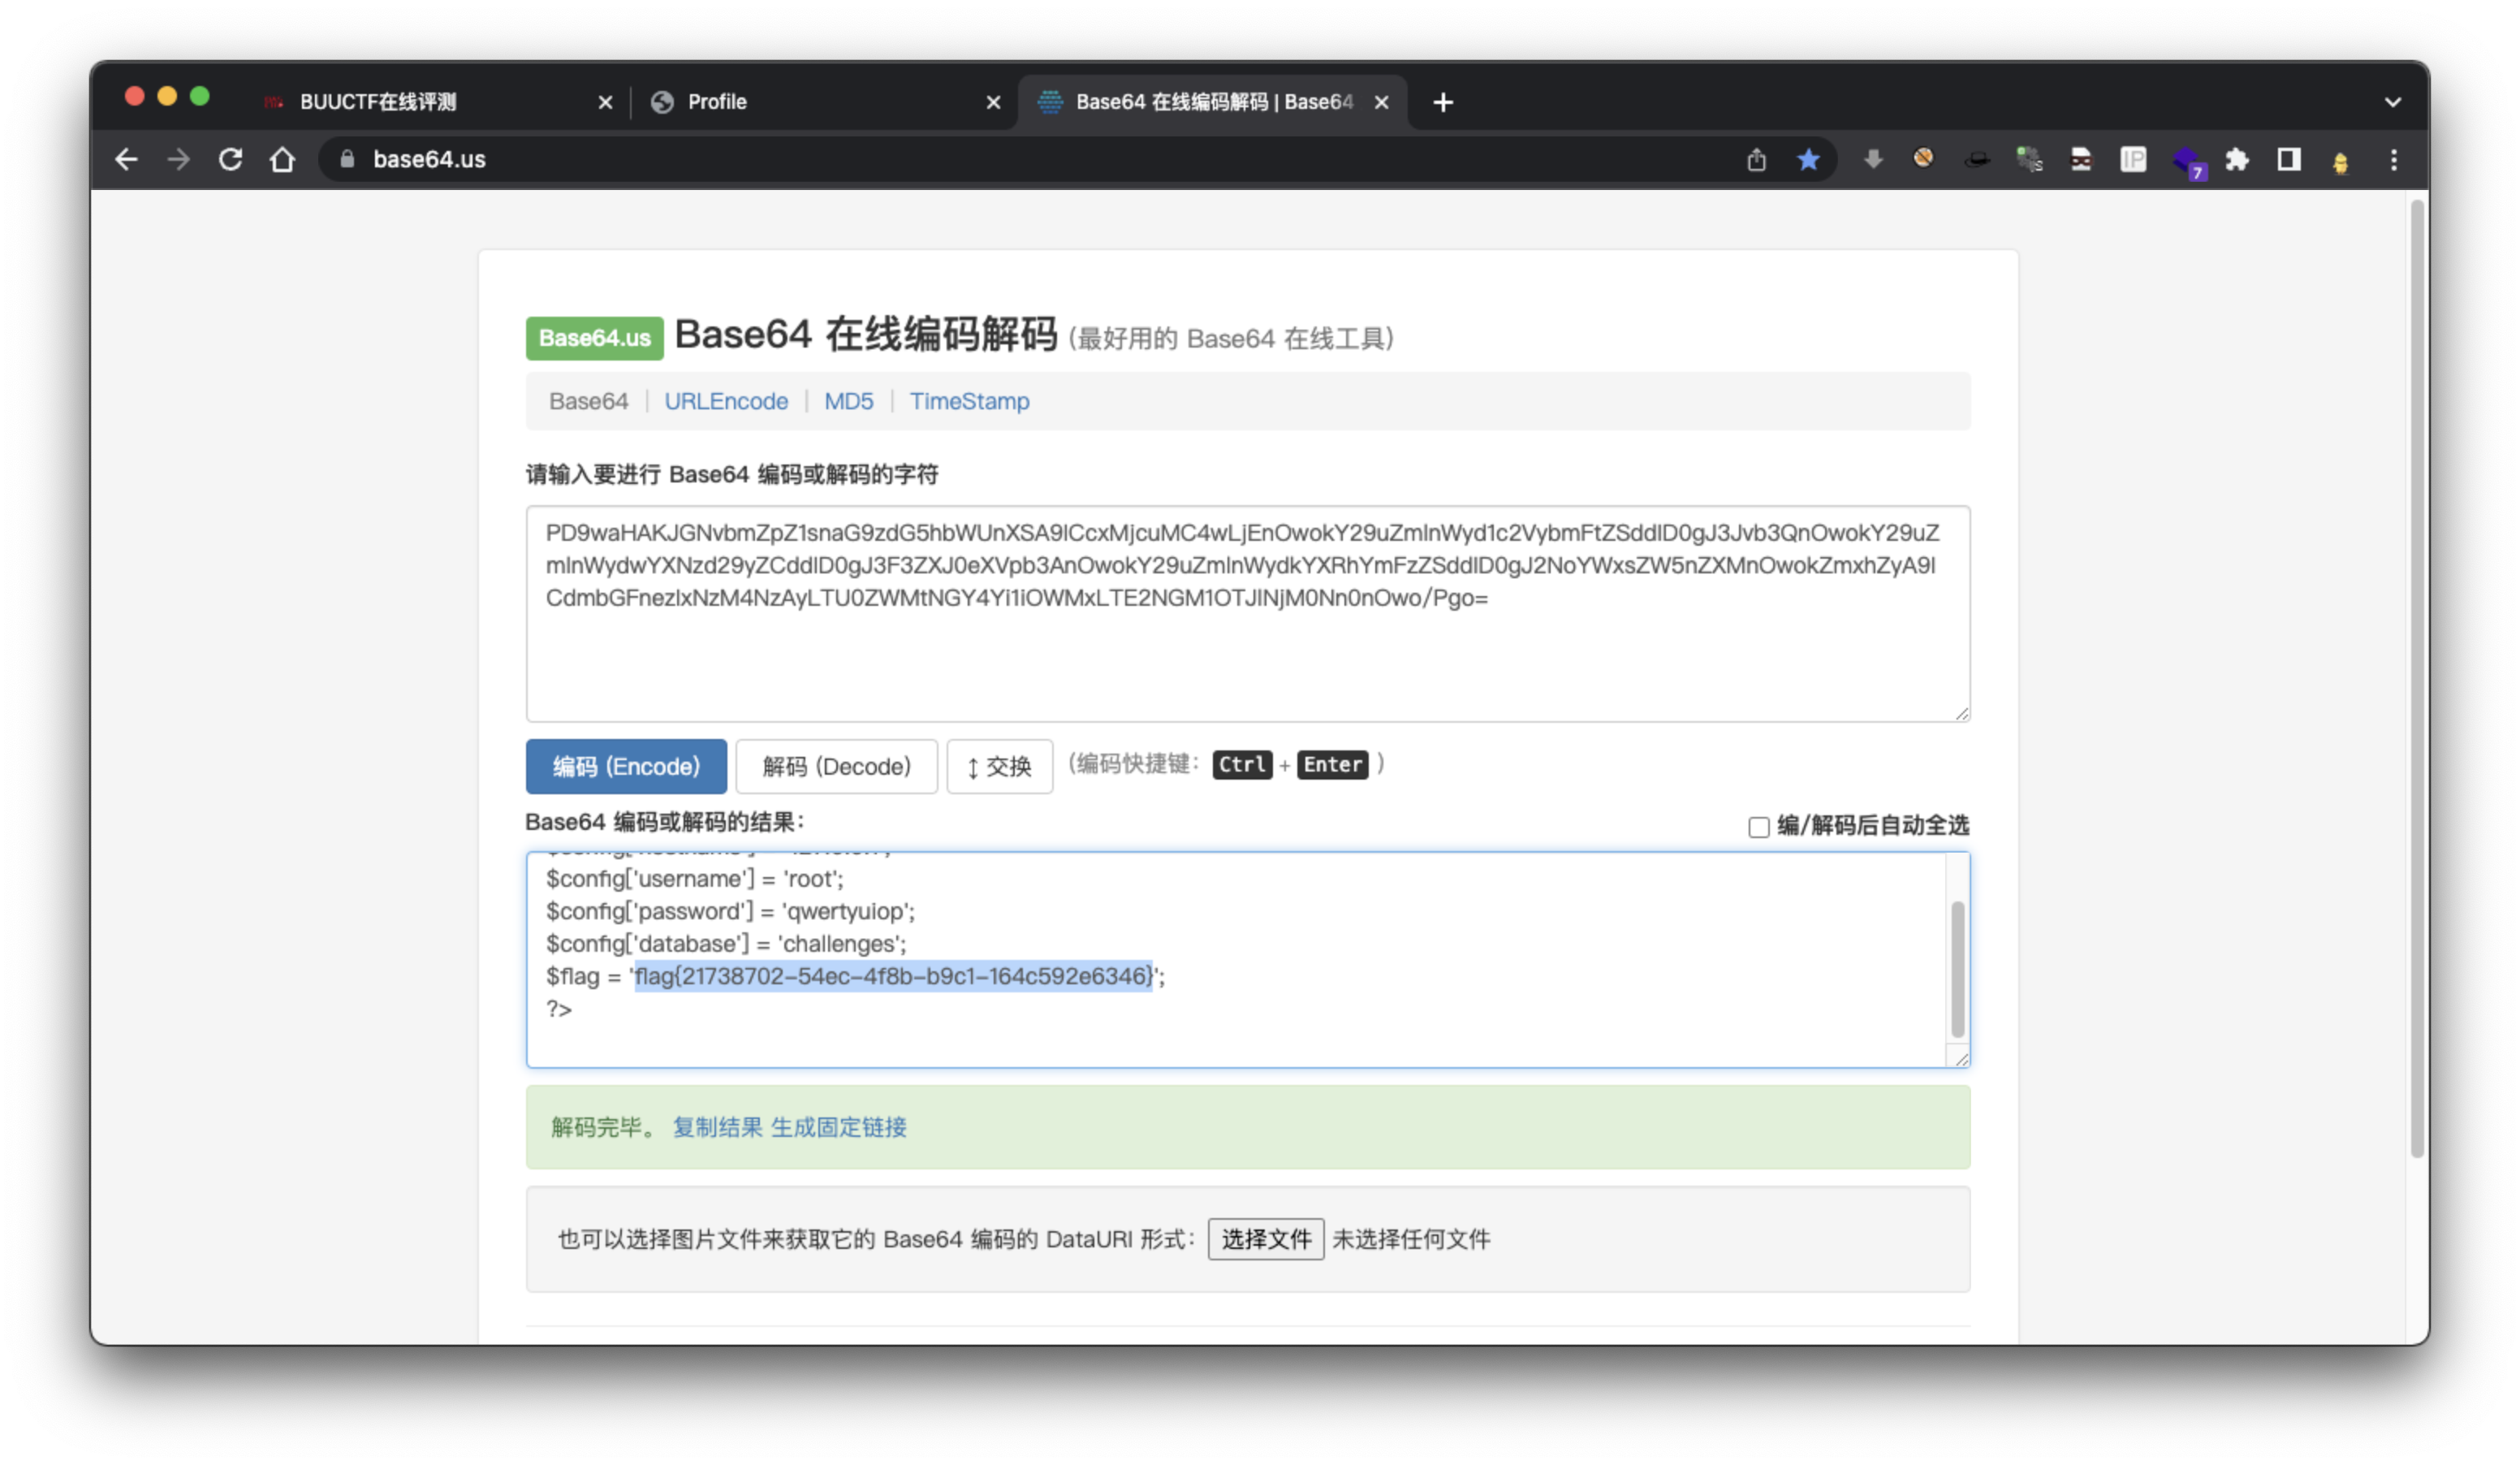 BUUCTF在线评测
Profile
Base64 在线编码解码 | Base64
base64.us
IP
7
Base64.us Base64 在线编码解码 (最好用的 Base64 在线工具)
Base64 | URLEncode | MD5 | TimeStamp
请输入要进行 Base64 编码或解码的字符
PD9waHAKJGNvbmZpZ1snaG9zdG5hbWUnXSA9ICcxMjcuMC4wLjEnOwokY29uZmlnWyd1c2VybmFtZSddID0gJ3Jvb3QnOwokY29uZ
mlnWydwYXNzd29yZCddID0gJ3F3ZXJ0eXVpb3AnOwokY29uZmlnWydkYXRhYmFzZSddID0gJ2NoYWxsZW5nZXMnOwokZmxhZyA9I
CdmbGFnezIxNzM4NzAyLTU0ZWMtNGY4Yi1iOWMxLTE2NGM1OTJlNjM0Nn0nOwo/Pgo=
编码 (Encode)
解码 (Decode)
↕ 交换
(编码快捷键: Ctrl + Enter )
Base64 编码或解码的结果:
编/解码后自动全选
$config['username'] = 'root';
$config['password'] = 'qwertyuiop';
$config['database'] = 'challenges';
$flag = 'flag{21738702-54ec-4f8b-b9c1-164c592e6346}';
?>
解码完毕。 复制结果 生成固定链接
也可以选择图片文件来获取它的 Base64 编码的 DataURI 形式: 选择文件 未选择任何文件